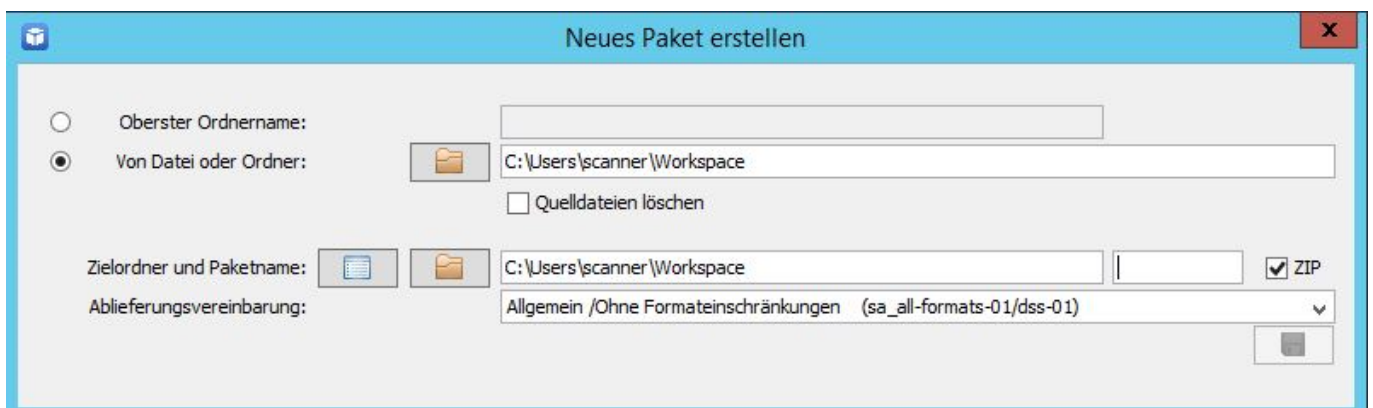 Neues Paket erstellen
x
Oberster Ordnername:
Von Datei oder Ordner: C:\Users\scanner\Workspace
Quelldateien löschen
Zielordner und Paketname: C:\Users\scanner\Workspace ZIP
Ablieferungsvereinbarung: Allgemein /Ohne Formateinschränkungen (sa_all-formats-01/dss-01)